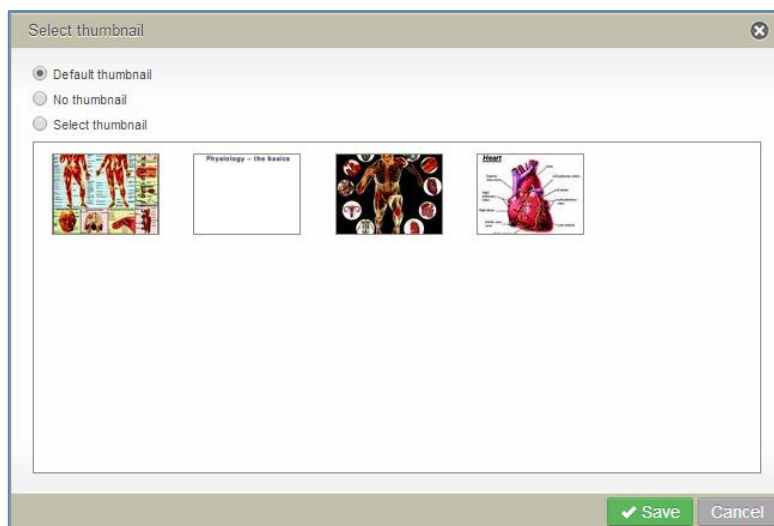 Select thumbnail
Default thumbnail
No thumbnail
Select thumbnail
Physiology – the basics
Heart
Save
Cancel